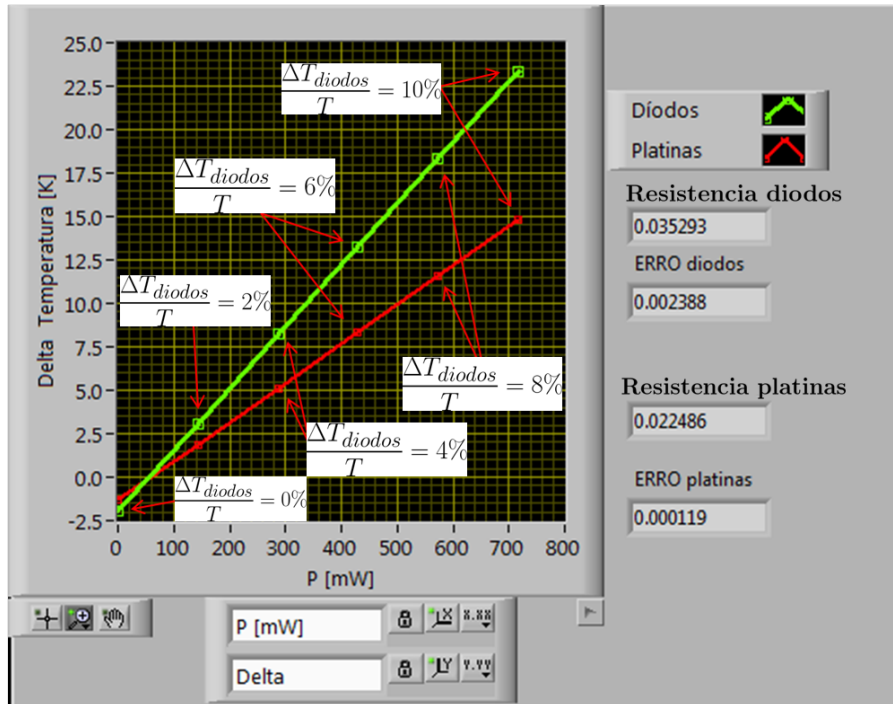 25.0
22.5
20.0
17.5
15.0
12.5
10.0
7.5
5.0
2.5
0.0
-2.5
Delta Temperatura [K]
0 100 200 300 400 500 600 700 800
P [mW]
ΔT_diodos/T = 10%
ΔT_diodos/T = 6%
ΔT_diodos/T = 2%
ΔT_diodos/T = 8%
ΔT_diodos/T = 4%
ΔT_diodos/T = 0%
Díodos
Platinas
Resistencia diodos
0.035293
ERRO diodos
0.002388
Resistencia platinas
0.022486
ERRO platinas
0.000119
P [mW]
X X.XX
Delta
Y Y.YY